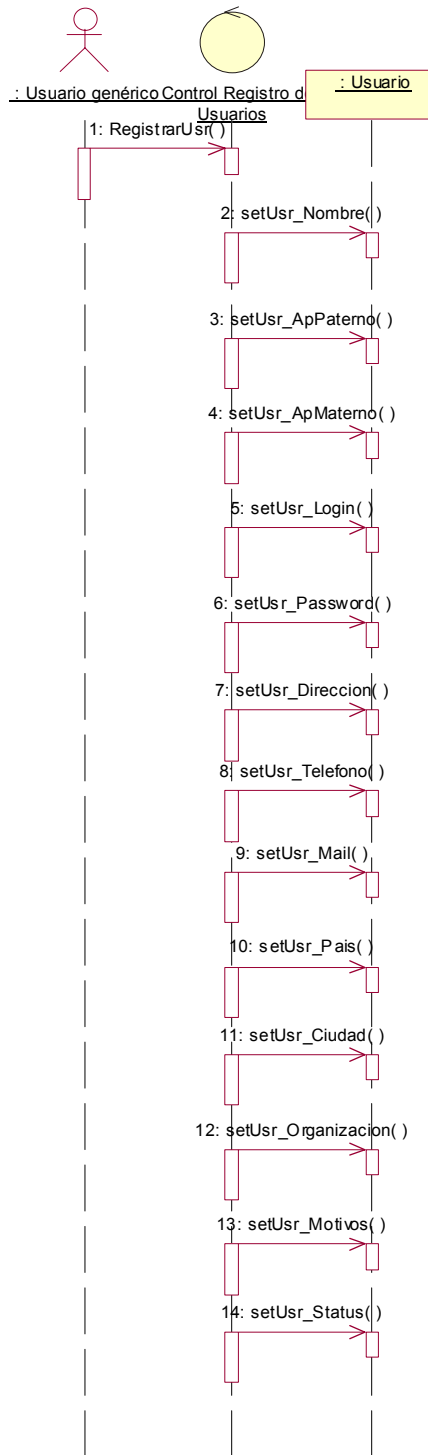 : Usuario genérico
Control Registro d
Usuarios
: Usuario
1: RegistrarUsr( )
2: setUsr_Nombre( )
3: setUsr_ApPaterno( )
4: setUsr_ApMaterno( )
5: setUsr_Login( )
6: setUsr_Password( )
7: setUsr_Direccion( )
8: setUsr_Telefono( )
9: setUsr_Mail( )
10: setUsr_Pais( )
11: setUsr_Ciudad( )
12: setUsr_Organizacion( )
13: setUsr_Motivos( )
14: setUsr_Status( )